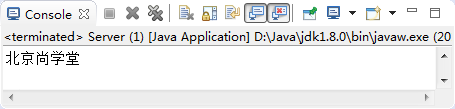 Console
<terminated> Server (1) [Java Application] D:\Java\jdk1.8.0\bin\javaw.exe (20
北京尚学堂